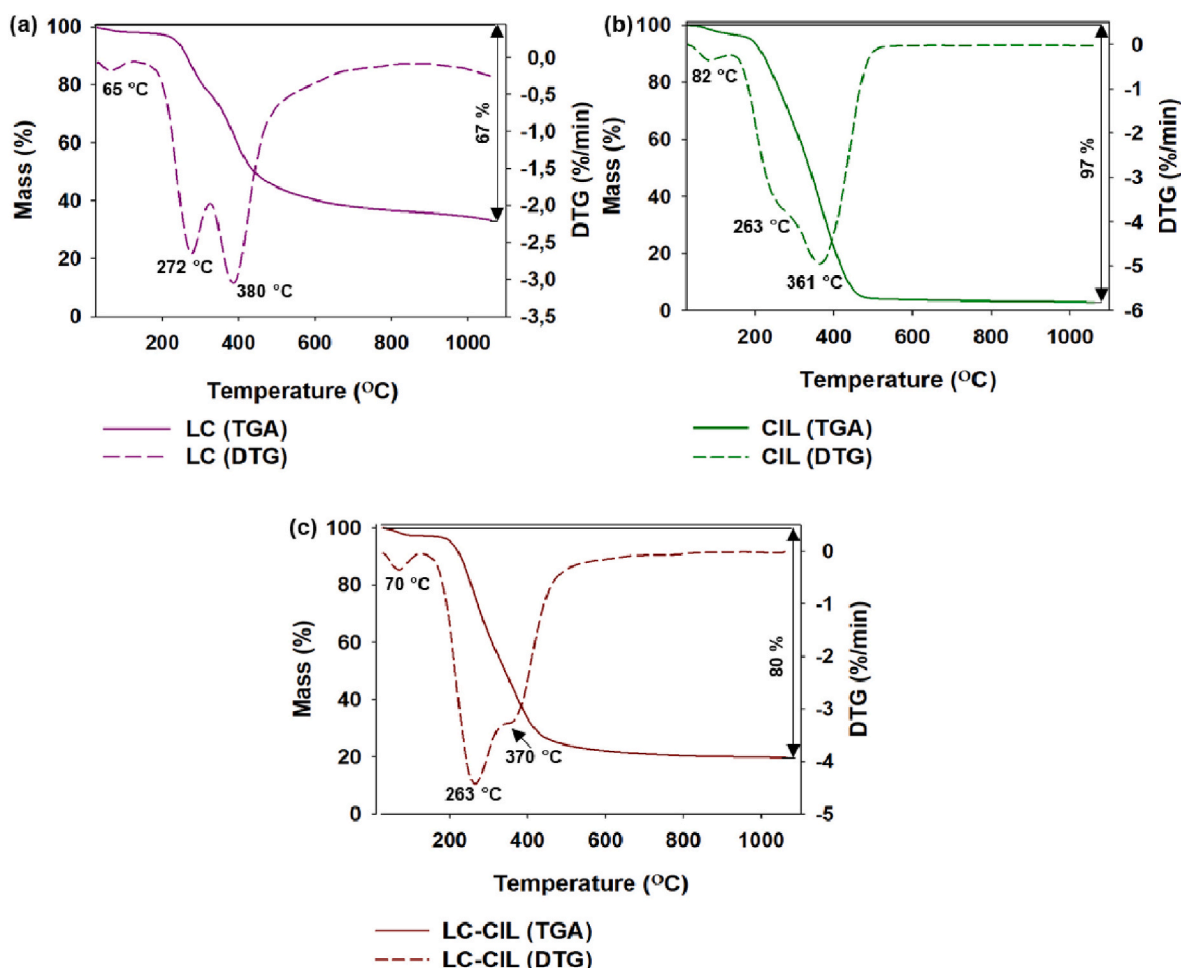 (a)
100
80
60
40
20
0
Mass (%)
65 °C
272 °C
380 °C
67 %
0,0
-0,5
-1,0
-1,5
-2,0
-2,5
-3,0
-3,5
DTG (%/min)
200 400 600 800 1000
Temperature (ºC)
LC (TGA)
LC (DTG)
(b)
100
80
60
40
20
0
Mass (%)
82 °C
263 °C
361 °C
97 %
0
-1
-2
-3
-4
-5
-6
DTG (%/min)
200 400 600 800 1000
Temperature (ºC)
CIL (TGA)
CIL (DTG)
(c)
100
80
60
40
20
0
Mass (%)
70 °C
263 °C
370 °C
80 %
0
-1
-2
-3
-4
-5
DTG (%/min)
200 400 600 800 1000
Temperature (ºC)
LC-CIL (TGA)
LC-CIL (DTG)